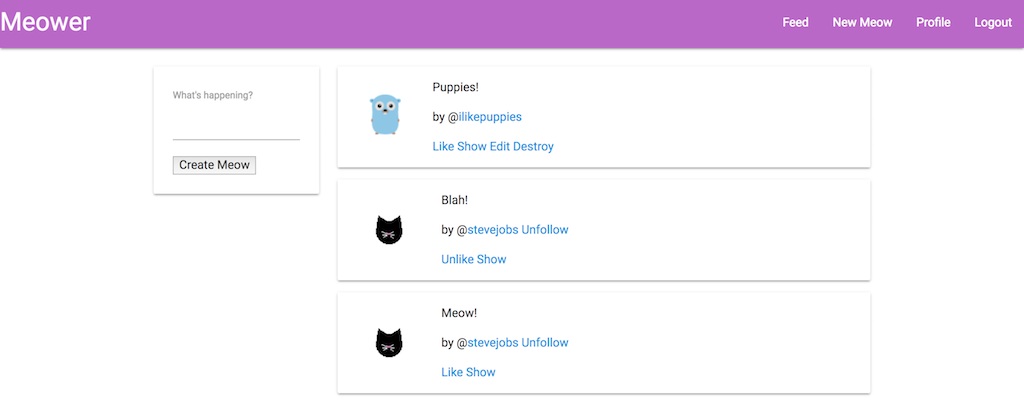 Meower
Feed New Meow Profile Logout
What's happening?
Create Meow
Puppies!
by @ilikepuppies
Like Show Edit Destroy
Blah!
by @stevejobs Unfollow
Unlike Show
Meow!
by @stevejobs Unfollow
Like Show